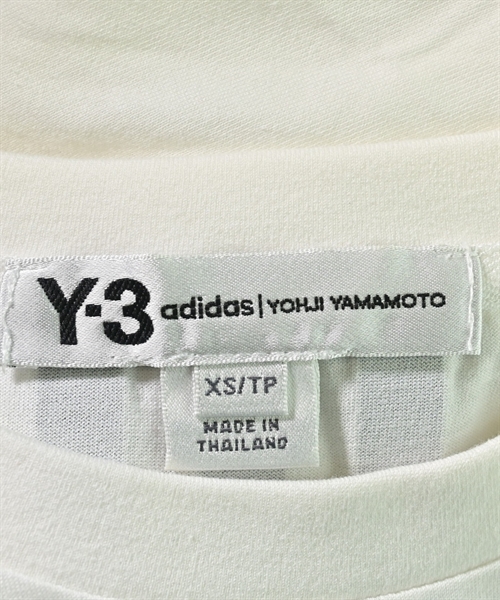 Y-3 adidas | YOHJI YAMAMOTO
XS/TP
MADE IN
THAILAND